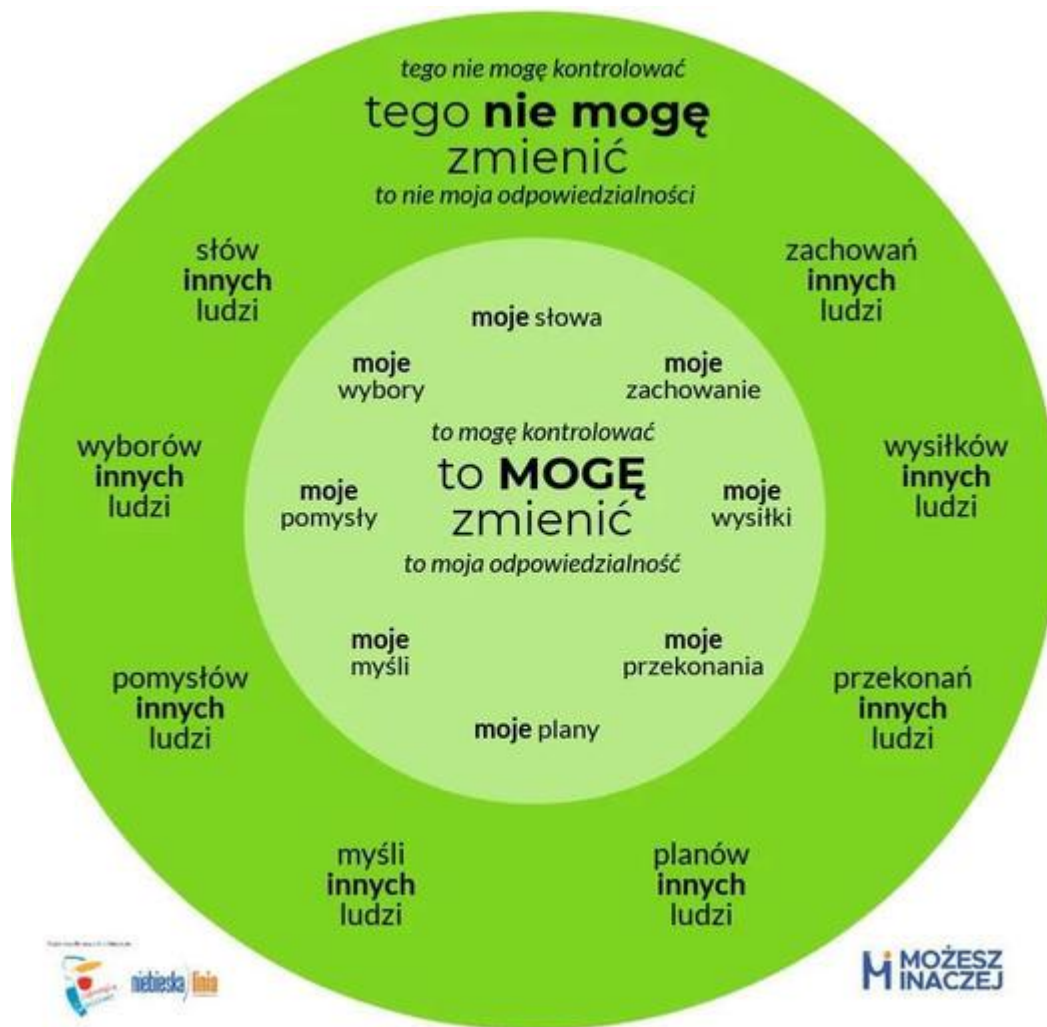 tego nie mogę kontrolować
tego nie mogę
zmienić
to nie moja odpowiedzialności
słów
innych
ludzi
zachowań
innych
ludzi
moje słowa
moje
wybory
moje
zachowanie
wyborów
innych
ludzi
to mogę kontrolować
to MOGĘ
zmienić
to moja odpowiedzialność
wysiłków
innych
ludzi
moje
pomysły
moje
wysiłki
moje
myśli
moje
przekonania
pomysłów
innych
ludzi
przekonań
innych
ludzi
moje plany
myśli
innych
ludzi
planów
innych
ludzi
niebieska linia
MOŻESZ
INACZEJ